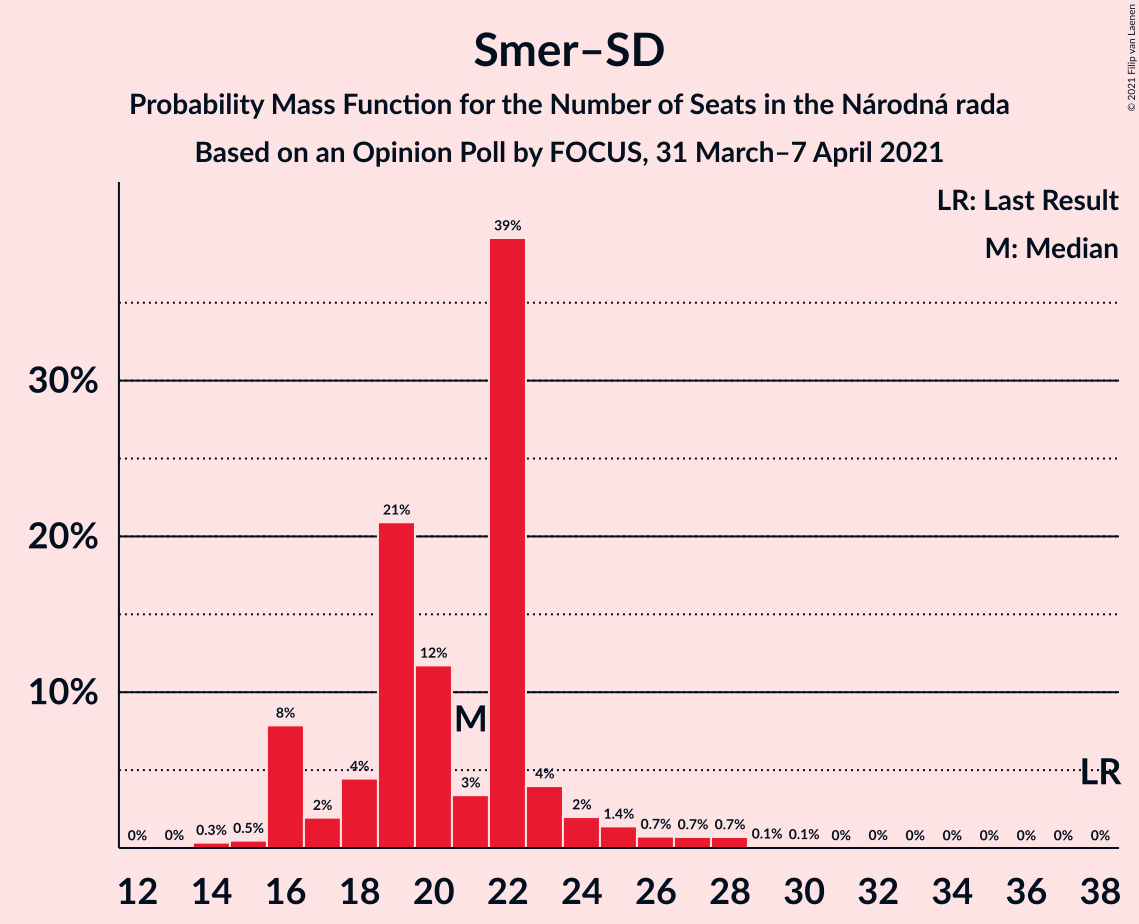 Smer–SD
Probability Mass Function for the Number of Seats in the Národná rada
Based on an Opinion Poll by FOCUS, 31 March–7 April 2021
© 2021 Filip van Laenen
LR: Last Result
M: Median
39%
30%
21%
20%
12%
10%
8%
M
4%
4%
LR
3%
2%
2%
1.4%
0% 0% 0.3% 0.5% 0.7% 0.7% 0.7% 0.1% 0.1% 0% 0% 0% 0% 0% 0% 0% 0%
12 14 16 18 20 22 24 26 28 30 32 34 36 38